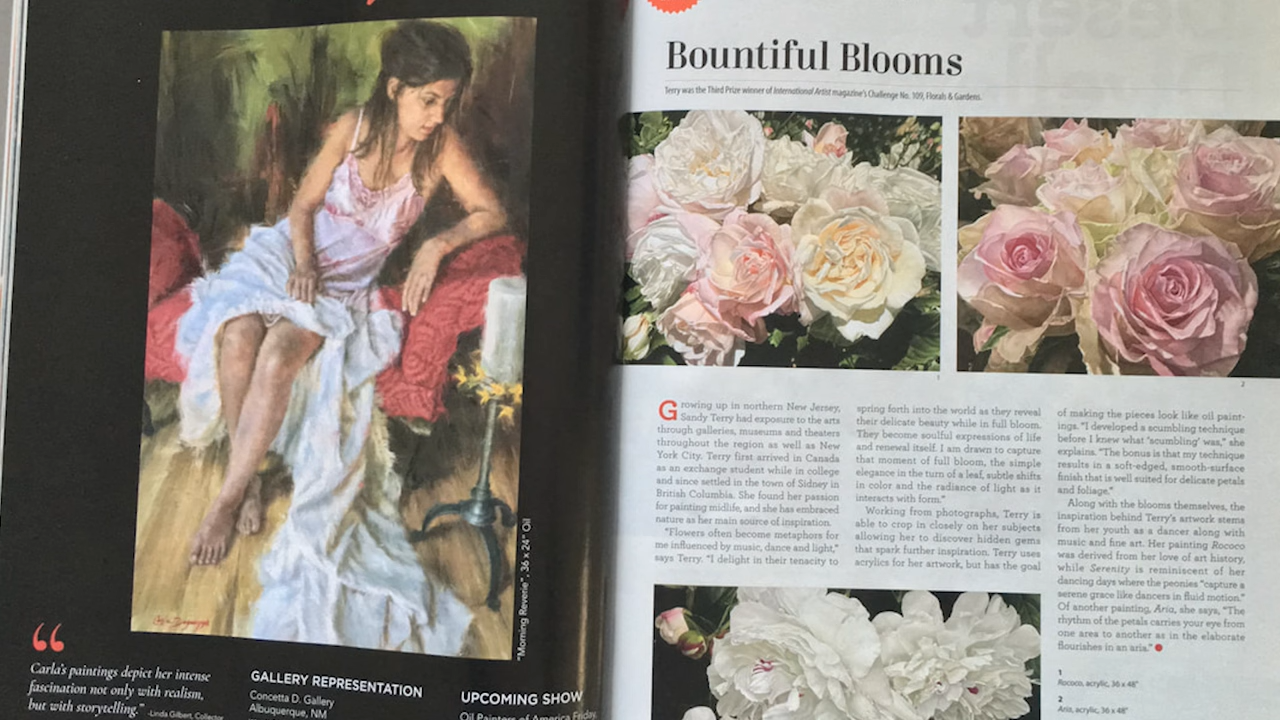 "Morning Reverie", 36 x 24" Oil
“
Carla's paintings depict her intense
fascination not only with realism,
but with storytelling."
-Linda Gilbert, Collector
GALLERY REPRESENTATION
Concetta D. Gallery
Albuquerque, NM
UPCOMING SHOW
Oil Painters of America Friday,
Bountiful Blooms
Terry was the Third Prize winner of International Artist magazine's Challenge No. 109, Florals & Gardens.
1
2
Growing up in northern New Jersey,
Sandy Terry had exposure to the arts
through galleries, museums and theaters
throughout the region as well as New
York City. Terry first arrived in Canada
as an exchange student while in college
and since settled in the town of Sidney in
British Columbia. She found her passion
for painting midlife, and she has embraced
nature as her main source of inspiration.
"Flowers often become metaphors for
me influenced by music, dance and light,"
says Terry. "I delight in their tenacity to
spring forth into the world as they reveal
their delicate beauty while in full bloom.
They become soulful expressions of life
and renewal itself. I am drawn to capture
that moment of full bloom, the simple
elegance in the turn of a leaf, subtle shifts
in color and the radiance of light as it
interacts with form."
Working from photographs, Terry is
able to crop in closely on her subjects
allowing her to discover hidden gems
that spark further inspiration. Terry uses
acrylics for her artwork, but has the goal
of making the pieces look like oil paint-
ings. "I developed a scumbling technique
before I knew what 'scumbling' was," she
explains. "The bonus is that my technique
results in a soft-edged, smooth-surface
finish that is well suited for delicate petals
and foliage."
Along with the blooms themselves, the
inspiration behind Terry's artwork stems
from her youth as a dancer along with
music and fine art. Her painting Rococo
was derived from her love of art history,
while Serenity is reminiscent of her
dancing days where the peonies "capture a
serene grace like dancers in fluid motion."
Of another painting, Aria, she says, "The
rhythm of the petals carries your eye from
one area to another as in the elaborate
flourishes in an aria."
1
Rococo, acrylic, 36 x 48"
2
Aria, acrylic, 36 x 48"